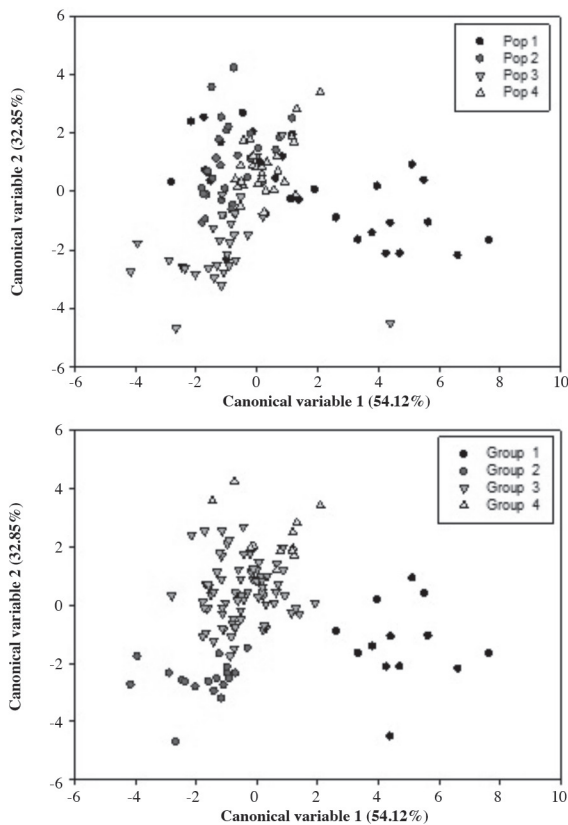 6
4
2
0
-2
-4
-6
Canonical variable 2 (32.85%)
Pop 1
Pop 2
Pop 3
Pop 4
-6 -4 -2 0 2 4 6 8 10
Canonical variable 1 (54.12%)
6
4
2
0
-2
-4
-6
Canonical variable 2 (32.85%)
Group 1
Group 2
Group 3
Group 4
-6 -4 -2 0 2 4 6 8 10
Canonical variable 1 (54.12%)